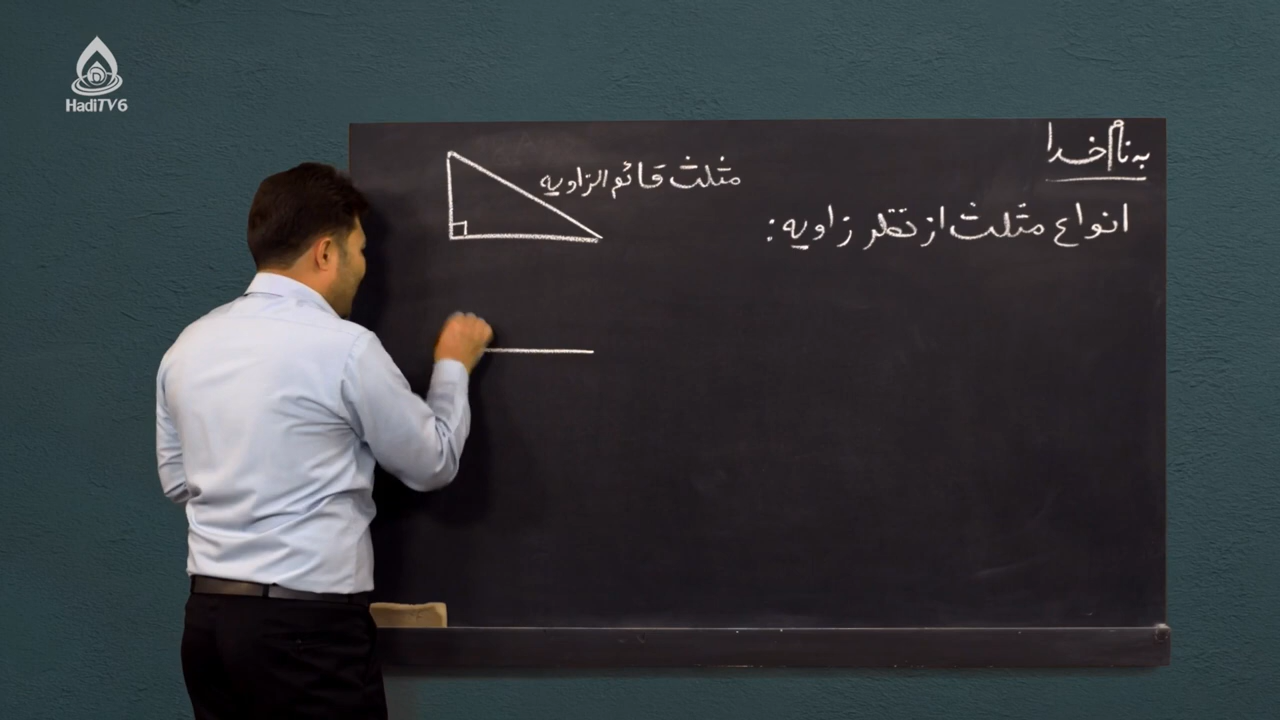 HadiTV6
به نام خدا
انواع مثلث از نظر زاویه :
مثلث قائم الزاویه